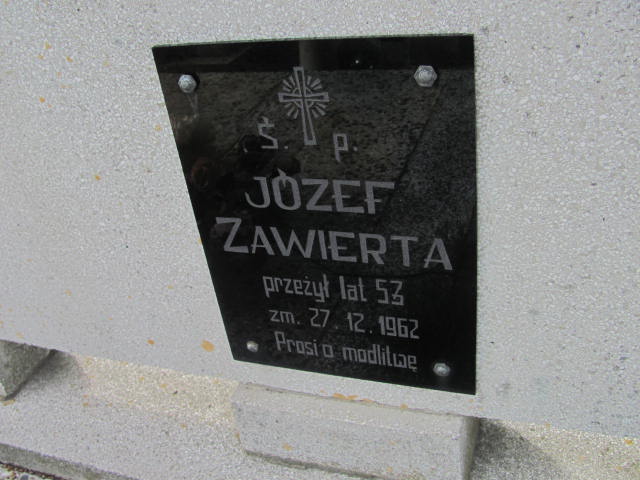 Ś. p.
JÓZEF
ZAWIERTA
przeżył lat 53
zm. 27.12.1962
Prosi o modlitwę